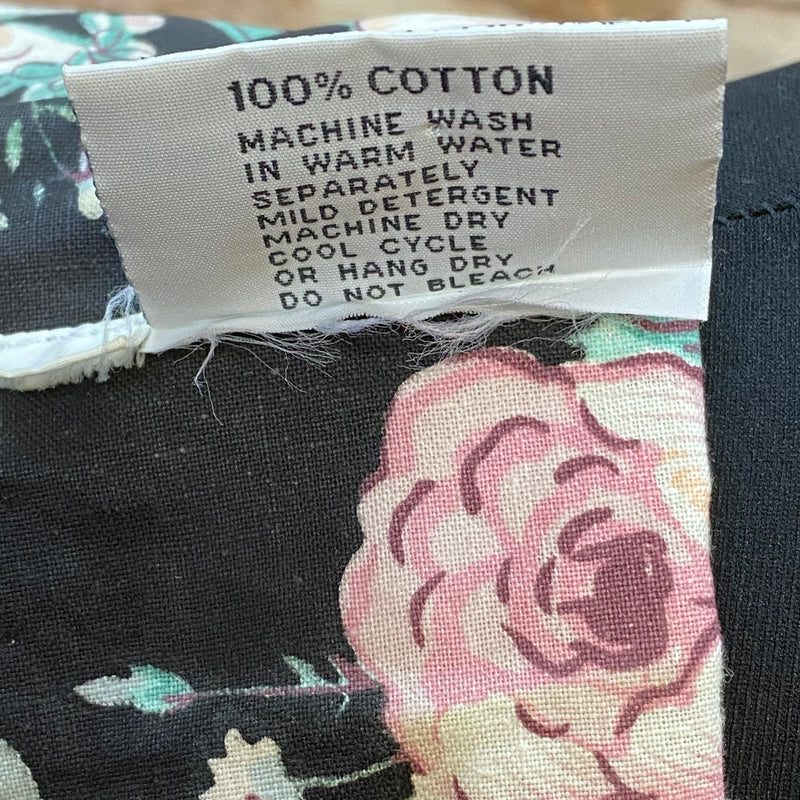 100% COTTON
MACHINE WASH
IN WARM WATER
SEPARATELY
MILD DETERGENT
MACHINE DRY
COOL CYCLE
OR HANG DRY
DO NOT BLEACH